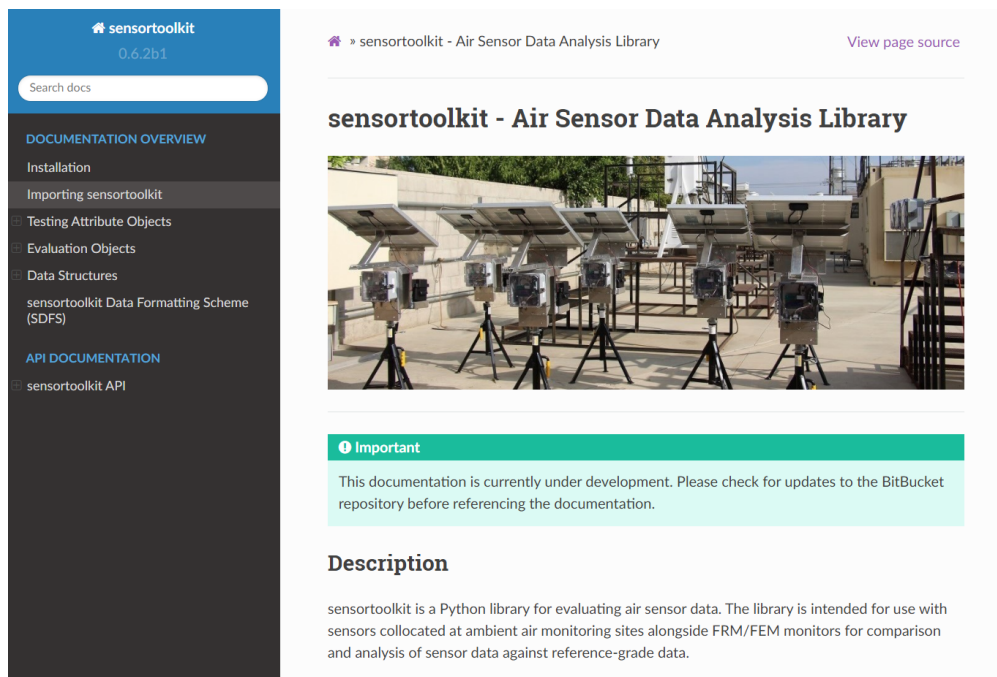 sensortoolkit
0.6.2b1
Search docs
DOCUMENTATION OVERVIEW
Installation
Importing sensortoolkit
Testing Attribute Objects
Evaluation Objects
Data Structures
sensortoolkit Data Formatting Scheme
(SDFS)
API DOCUMENTATION
sensortoolkit API
» sensortoolkit - Air Sensor Data Analysis Library
View page source
sensortoolkit - Air Sensor Data Analysis Library
Important
This documentation is currently under development. Please check for updates to the BitBucket
repository before referencing the documentation.
Description
sensortoolkit is a Python library for evaluating air sensor data. The library is intended for use with
sensors collocated at ambient air monitoring sites alongside FRM/FEM monitors for comparison
and analysis of sensor data against reference-grade data.